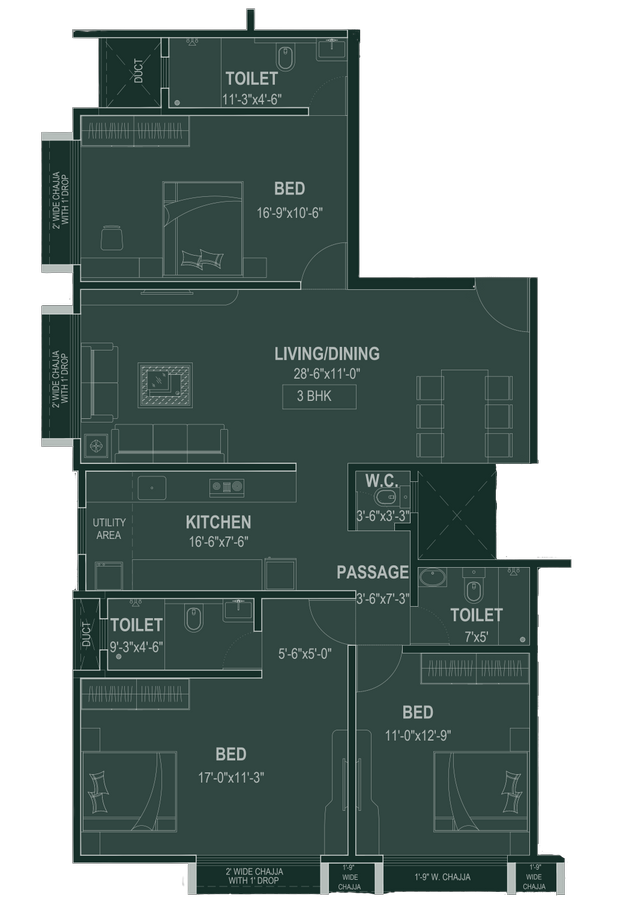 DUCT
TOILET
11'-3"x4'-6"
2' WIDE CHAJJA
WITH 1' DROP
BED
16'-9"x10'-6"
2' WIDE CHAJJA
WITH 1' DROP
LIVING/DINING
28'-6"x11'-0"
3 BHK
W.C.
3'-6"x3'-3"
UTILITY
AREA
KITCHEN
16'-6"x7'-6"
PASSAGE
3'-6"x7'-3"
DUCT
TOILET
9'-3"x4'-6"
TOILET
7'x5'
5'-6"x5'-0"
BED
17'-0"x11'-3"
BED
11'-0"x12'-9"
2' WIDE CHAJJA
WITH 1' DROP
1'-9"
WIDE
CHAJJA
1'-9" W. CHAJJA
1'-9"
WIDE
CHAJJA